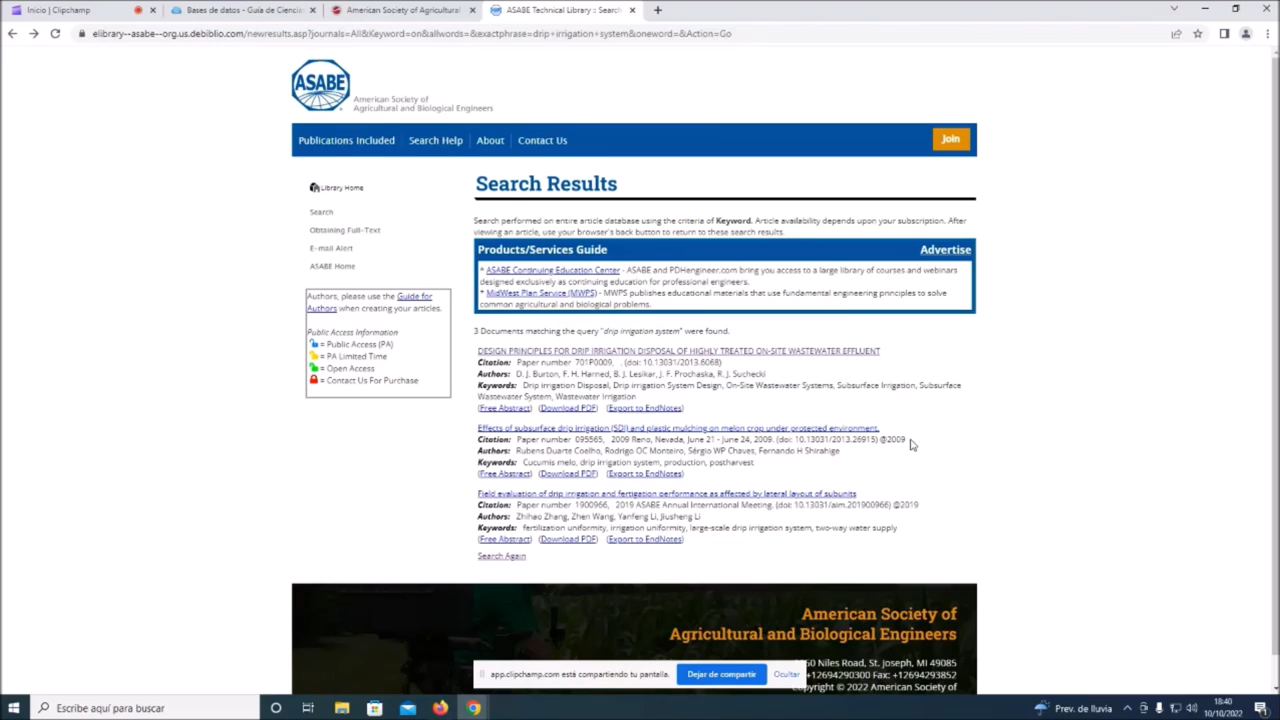 Inicio | Clipchamp
Bases de datos - Guía de Ciencias
American Society of Agricultural
ASABE Technical Library :: Search
elibrary--asabe--org.us.debiblio.com/newresults.asp?journals=All&Keyword=on&allwords=&exactphrase=drip+irrigation+system&oneword=&Action=Go
ASABE
American Society of
Agricultural and Biological Engineers
Publications Included
Search Help
About
Contact Us
Join
Library Home
Search
Obtaining Full-Text
E-mail Alert
ASABE Home
Authors, please use the Guide for
Authors when creating your articles.
Public Access Information
= Public Access (PA)
= PA Limited Time
= Open Access
= Contact Us For Purchase
Search Results
Search performed on entire article database using the criteria of Keyword. Article availability depends upon your subscription. After
viewing an article, use your browser's back button to return to these search results.
Products/Services Guide
Advertise
* ASABE Continuing Education Center - ASABE and PDHengineer.com bring you access to a large library of courses and webinars
designed exclusively as continuing education for professional engineers.
* MidWest Plan Service (MWPS) - MWPS publishes educational materials that use fundamental engineering principles to solve
common agricultural and biological problems.
3 Documents matching the query "drip irrigation system" were found.
DESIGN PRINCIPLES FOR DRIP IRRIGATION DISPOSAL OF HIGHLY TREATED ON-SITE WASTEWATER EFFLUENT
Citation: Paper number 701P0009, . (doi: 10.13031/2013.6068)
Authors: D. J. Burton, F. H. Harned, B. J. Lesikar, J. F. Prochaska, R. J. Suchecki
Keywords: Drip irrigation Disposal, Drip irrigation System Design, On-Site Wastewater Systems, Subsurface Irrigation, Subsurface
Wastewater System, Wastewater Irrigation
(Free Abstract) (Download PDF) (Export to EndNotes)
Effects of subsurface drip irrigation (SDI) and plastic mulching on melon crop under protected environment.
Citation: Paper number 095565, 2009 Reno, Nevada, June 21 - June 24, 2009. (doi: 10.13031/2013.26915) @2009
Authors: Rubens Duarte Coelho, Rodrigo OC Monteiro, Sérgio WP Chaves, Fernando H Shirahige
Keywords: Cucumis melo, drip irrigation system, production, postharvest
(Free Abstract) (Download PDF) (Export to EndNotes)
Field evaluation of drip irrigation and fertigation performance as affected by lateral layout of subunits
Citation: Paper number 1900966, 2019 ASABE Annual International Meeting. (doi: 10.13031/aim.201900966) @2019
Authors: Zhihao Zhang, Zhen Wang, Yanfeng Li, Jiusheng Li
Keywords: fertilization uniformity, irrigation uniformity, large-scale drip irrigation system, two-way water supply
(Free Abstract) (Download PDF) (Export to EndNotes)
Search Again
American Society of
Agricultural and Biological Engineers
Niles Road, St. Joseph, MI 49085
+12694290300 Fax: +12694293852
Copyright © 2022 American Society of
app.clipchamp.com está compartiendo tu pantalla.
Dejar de compartir
Ocultar
Escribe aquí para buscar
Prev. de lluvia
18:40
10/10/2022